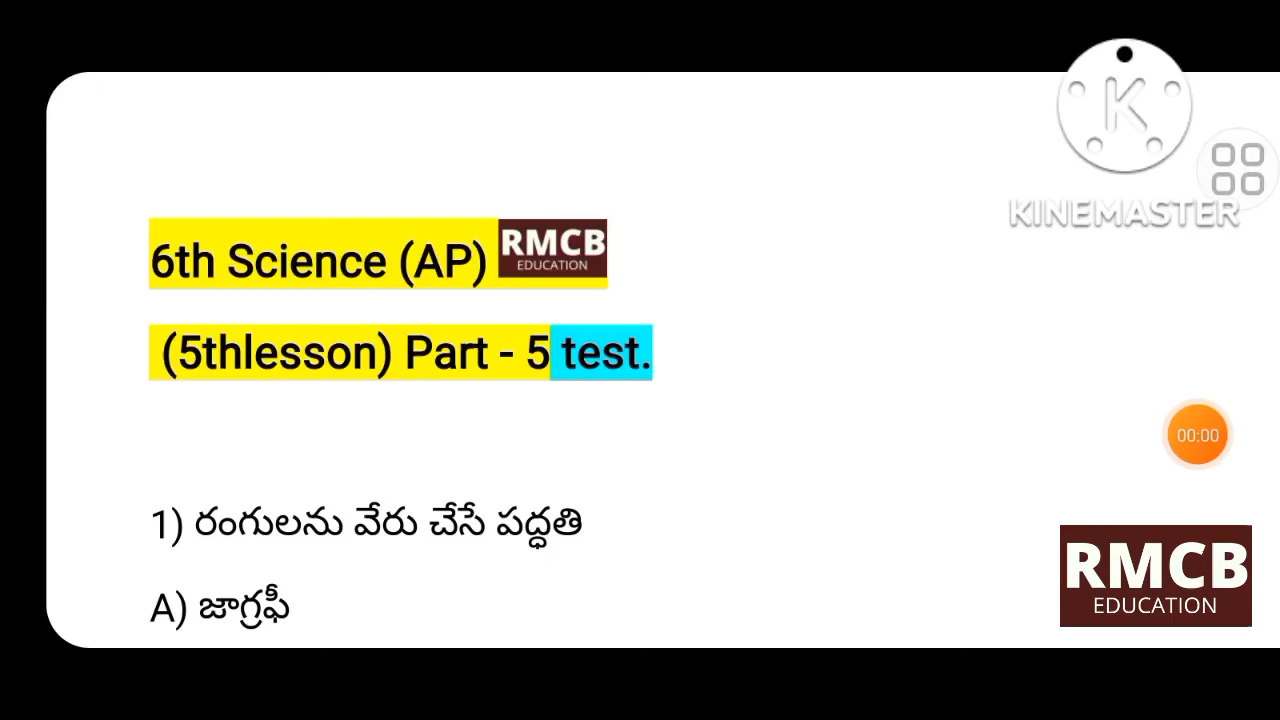 KINEMASTER
6th Science (AP) RMCB EDUCATION
(5thlesson) Part - 5 test.
00:00
1) రంగులను వేరు చేసే పద్ధతి
A) జాగ్రఫీ
RMCB
EDUCATION